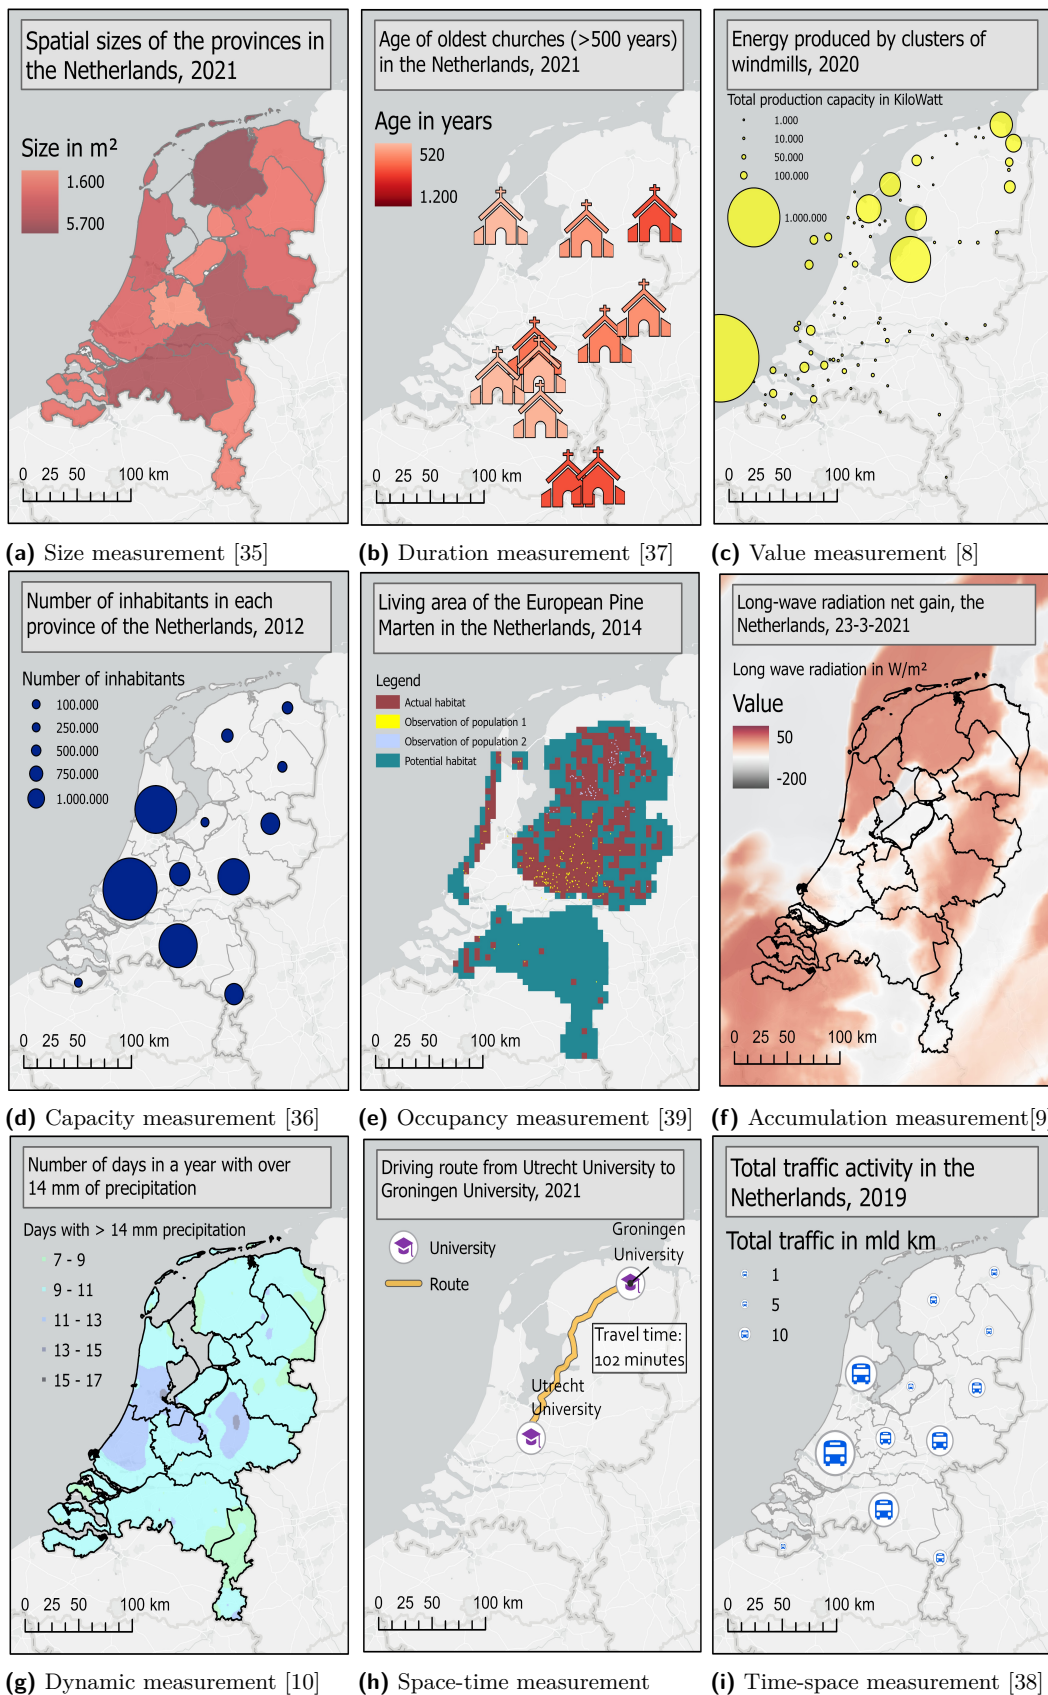 Spatial sizes of the provinces in
the Netherlands, 2021
Size in m²
1.600
5.700
0 25 50 100 km
(a) Size measurement [35]
Age of oldest churches (>500 years)
in the Netherlands, 2021
Age in years
520
1.200
0 25 50 100 km
(b) Duration measurement [37]
Energy produced by clusters of
windmills, 2020
Total production capacity in KiloWatt
1.000
10.000
50.000
100.000
1.000.000
0 25 50 100 km
(c) Value measurement [8]
Number of inhabitants in each
province of the Netherlands, 2012
Number of inhabitants
100.000
250.000
500.000
750.000
1.000.000
0 25 50 100 km
(d) Capacity measurement [36]
Living area of the European Pine
Marten in the Netherlands, 2014
Legend
Actual habitat
Observation of population 1
Observation of population 2
Potential habitat
0 25 50 100 km
(e) Occupancy measurement [39]
Long-wave radiation net gain, the
Netherlands, 23-3-2021
Long wave radiation in W/m²
Value
50
-200
0 25 50 100 km
(f) Accumulation measurement[9]
Number of days in a year with over
14 mm of precipitation
Days with > 14 mm precipitation
7 - 9
9 - 11
11 - 13
13 - 15
15 - 17
0 25 50 100 km
(g) Dynamic measurement [10]
Driving route from Utrecht University to
Groningen University, 2021
University
Route
Groningen
University
Travel time:
102 minutes
Utrecht
University
0 25 50 100 km
(h) Space-time measurement
Total traffic activity in the
Netherlands, 2019
Total traffic in mld km
1
5
10
0 25 50 100 km
(i) Time-space measurement [38]